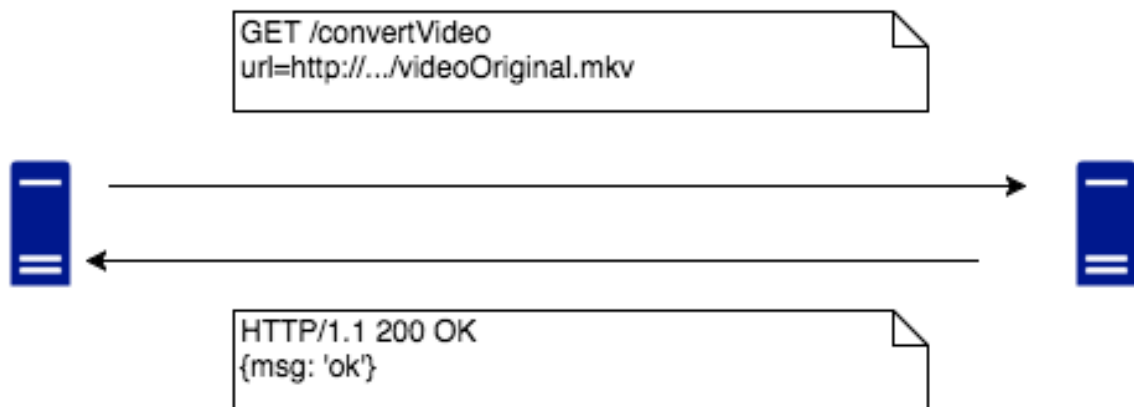 GET /convertVideo
url=http://.../videoOriginal.mkv
HTTP/1.1 200 OK
{msg: 'ok'}